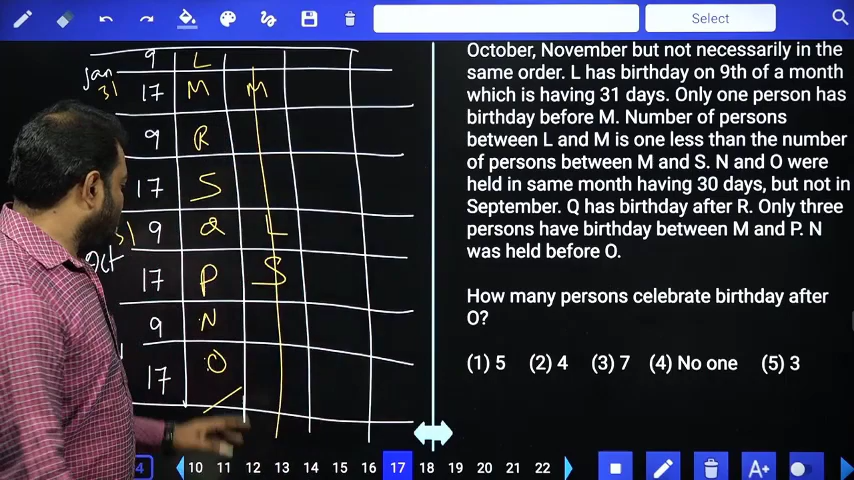 Select
9 L
Jan
31 17 M M
9 R
17 S
31 9 Q L
Oct
17 P S
9 N
17 O
October, November but not necessarily in the
same order. L has birthday on 9th of a month
which is having 31 days. Only one person has
birthday before M. Number of persons
between L and M is one less than the number
of persons between M and S. N and O were
held in same month having 30 days, but not in
September. Q has birthday after R. Only three
persons have birthday between M and P. N
was held before O.
How many persons celebrate birthday after
O?
(1) 5 (2) 4 (3) 7 (4) No one (5) 3
4 10 11 12 13 14 15 16 17 18 19 20 21 22
A+